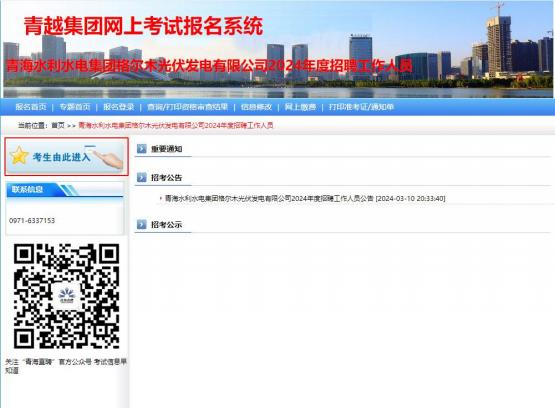 青越集团网上考试报名系统
青海水利水电集团格尔木光伏发电有限公司2024年度招聘工作人员
报名首页 | 专题首页 | 报名登录 | 查询/打印资格审查结果 | 信息修改 | 网上缴费 | 打印准考证/通知单
当前位置：首页 >> 青海水利水电集团格尔木光伏发电有限公司2024年度招聘工作人员
考生由此进入
重要通知
联系信息
招考公告
青海水利水电集团格尔木光伏发电有限公司2024年度招聘工作人员公告 [2024-03-10 20:33:40]
0971-6337153
招考公示
关注“青海直聘”官方公众号 考试信息早
知道